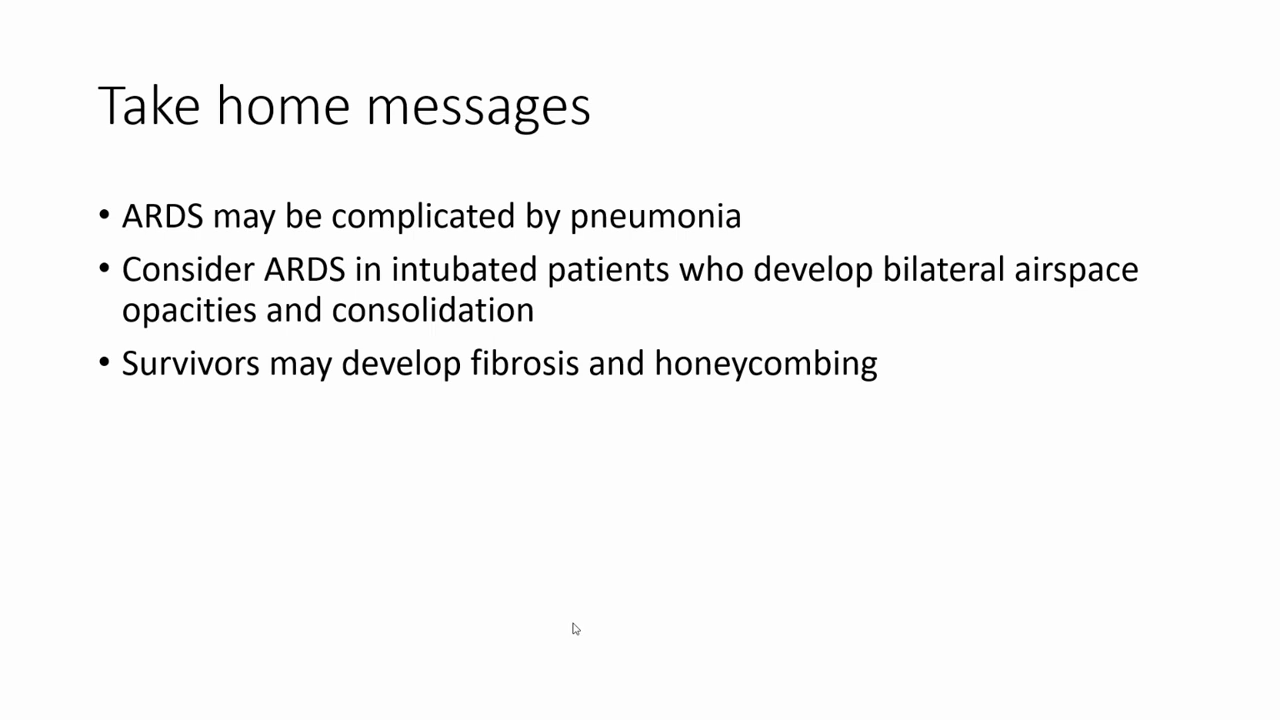 Take home messages
• ARDS may be complicated by pneumonia
• Consider ARDS in intubated patients who develop bilateral airspace
opacities and consolidation
• Survivors may develop fibrosis and honeycombing